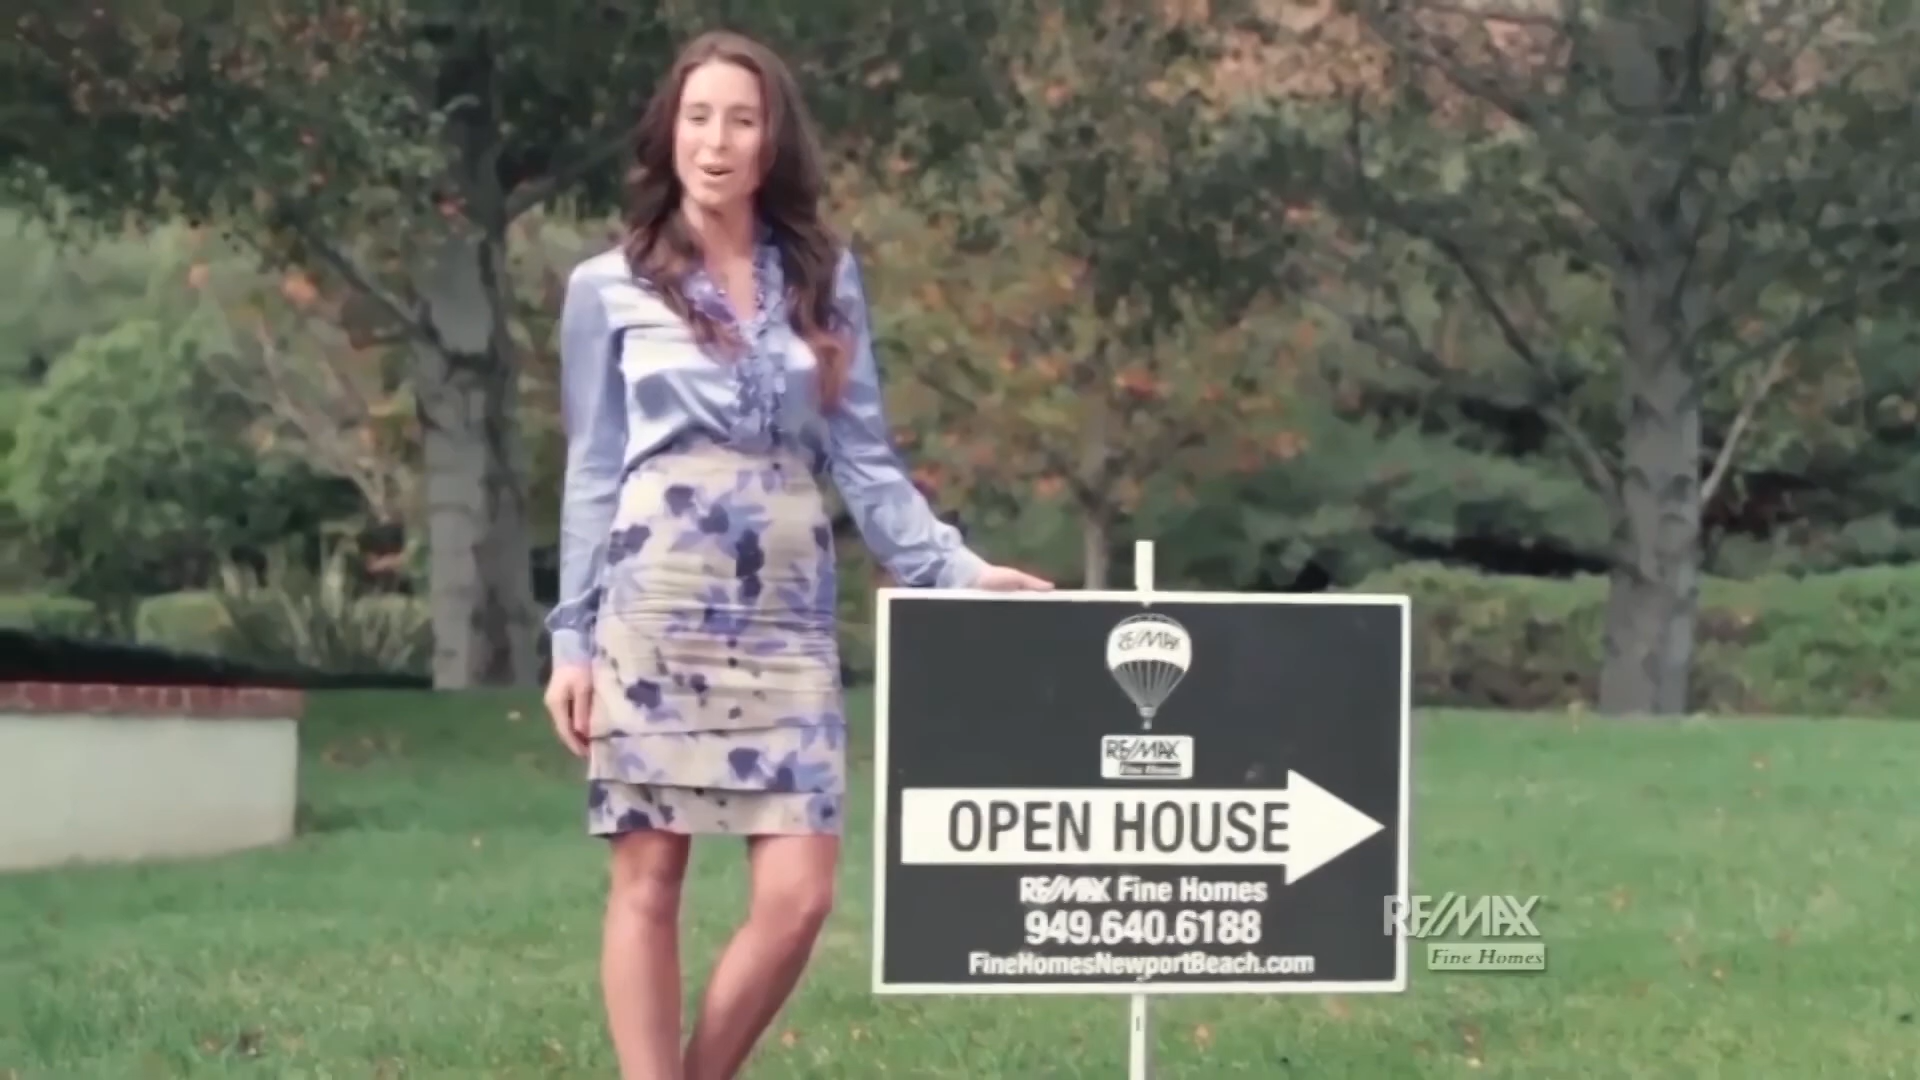 RE/MAX
RE/MAX
Fine Homes
OPEN HOUSE
RE/MAX Fine Homes
949.640.6188
FineHomesNewportBeach.com
RE/MAX
Fine Homes